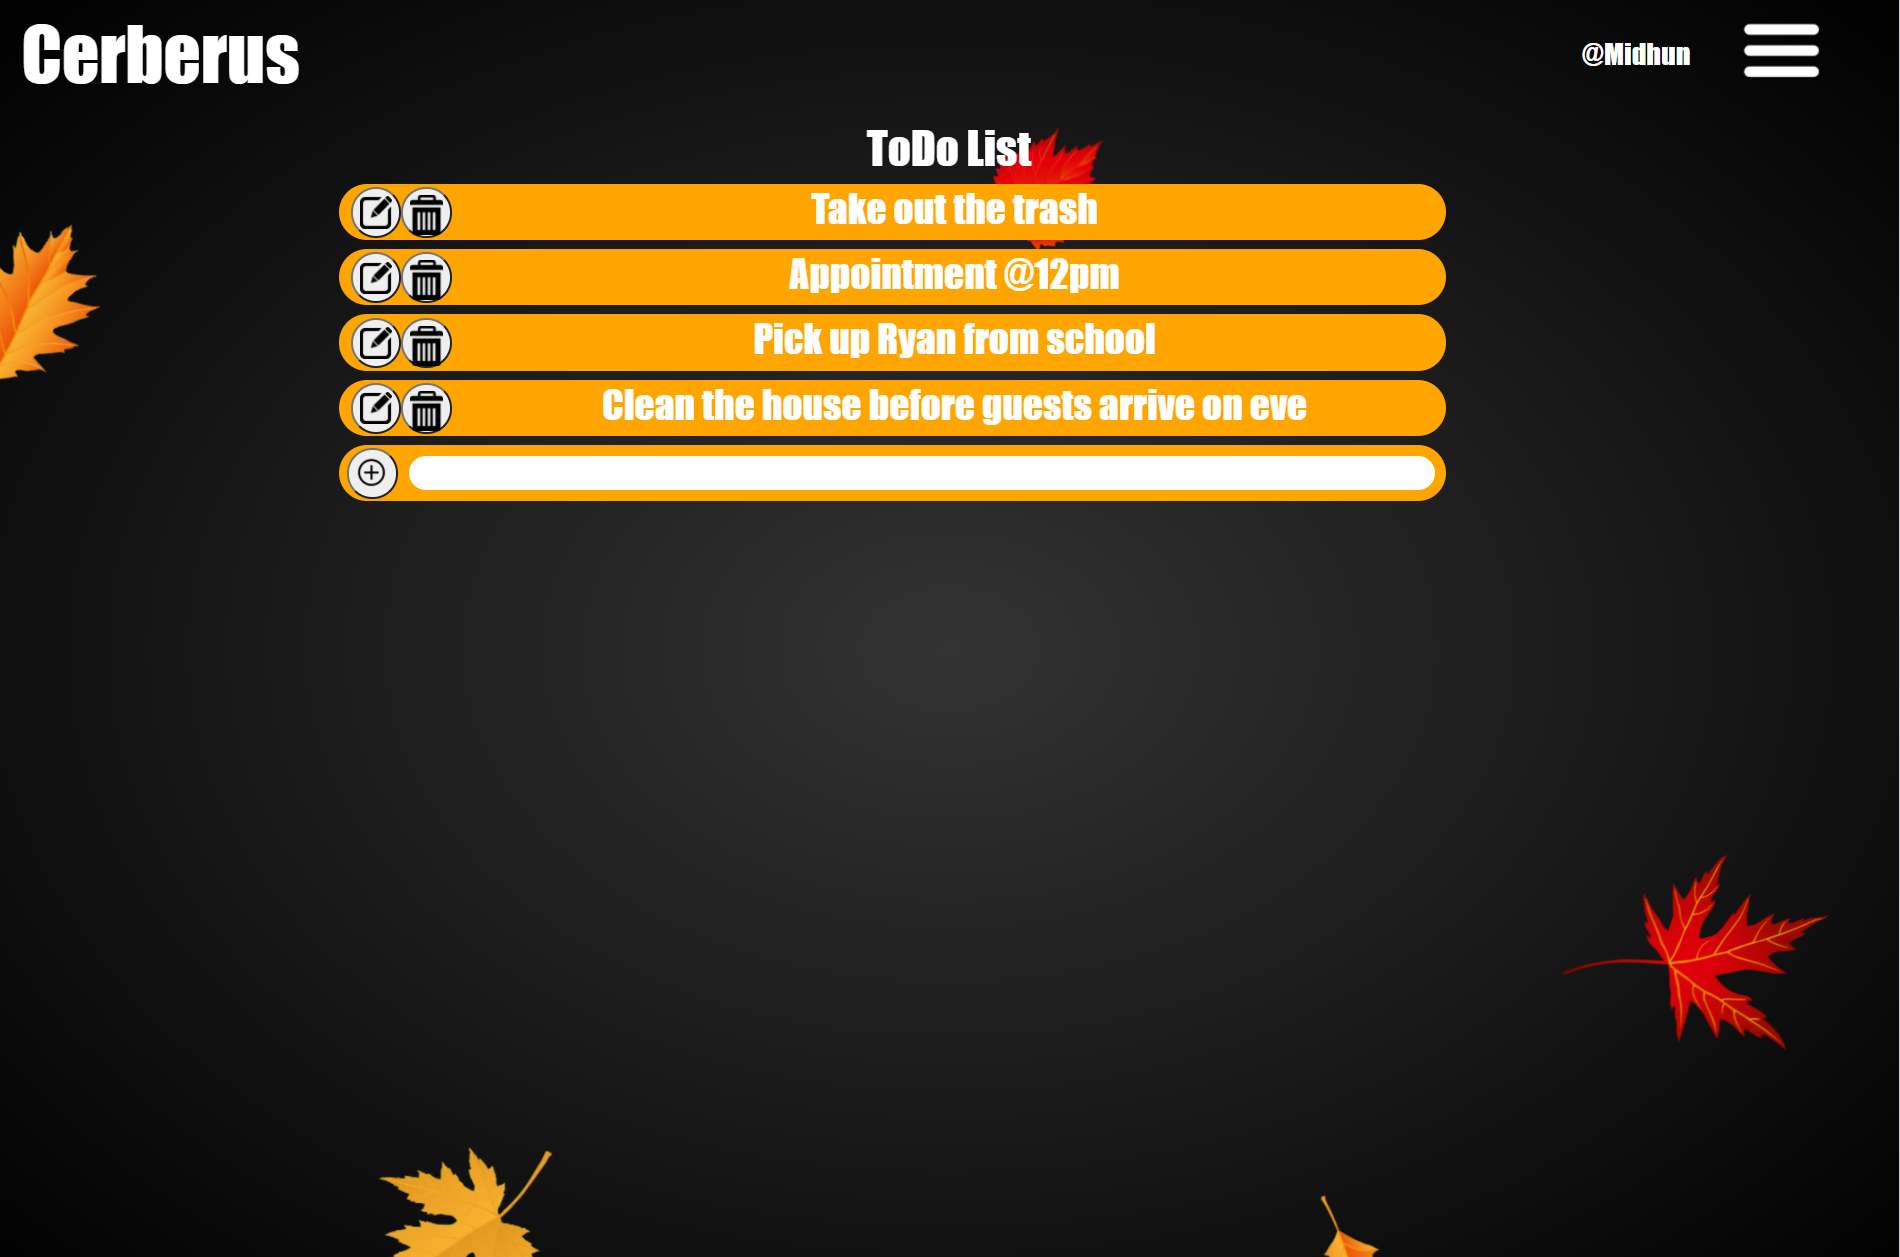 Cerberus
@Midhun
ToDo List
Take out the trash
Appointment @12pm
Pick up Ryan from school
Clean the house before guests arrive on eve